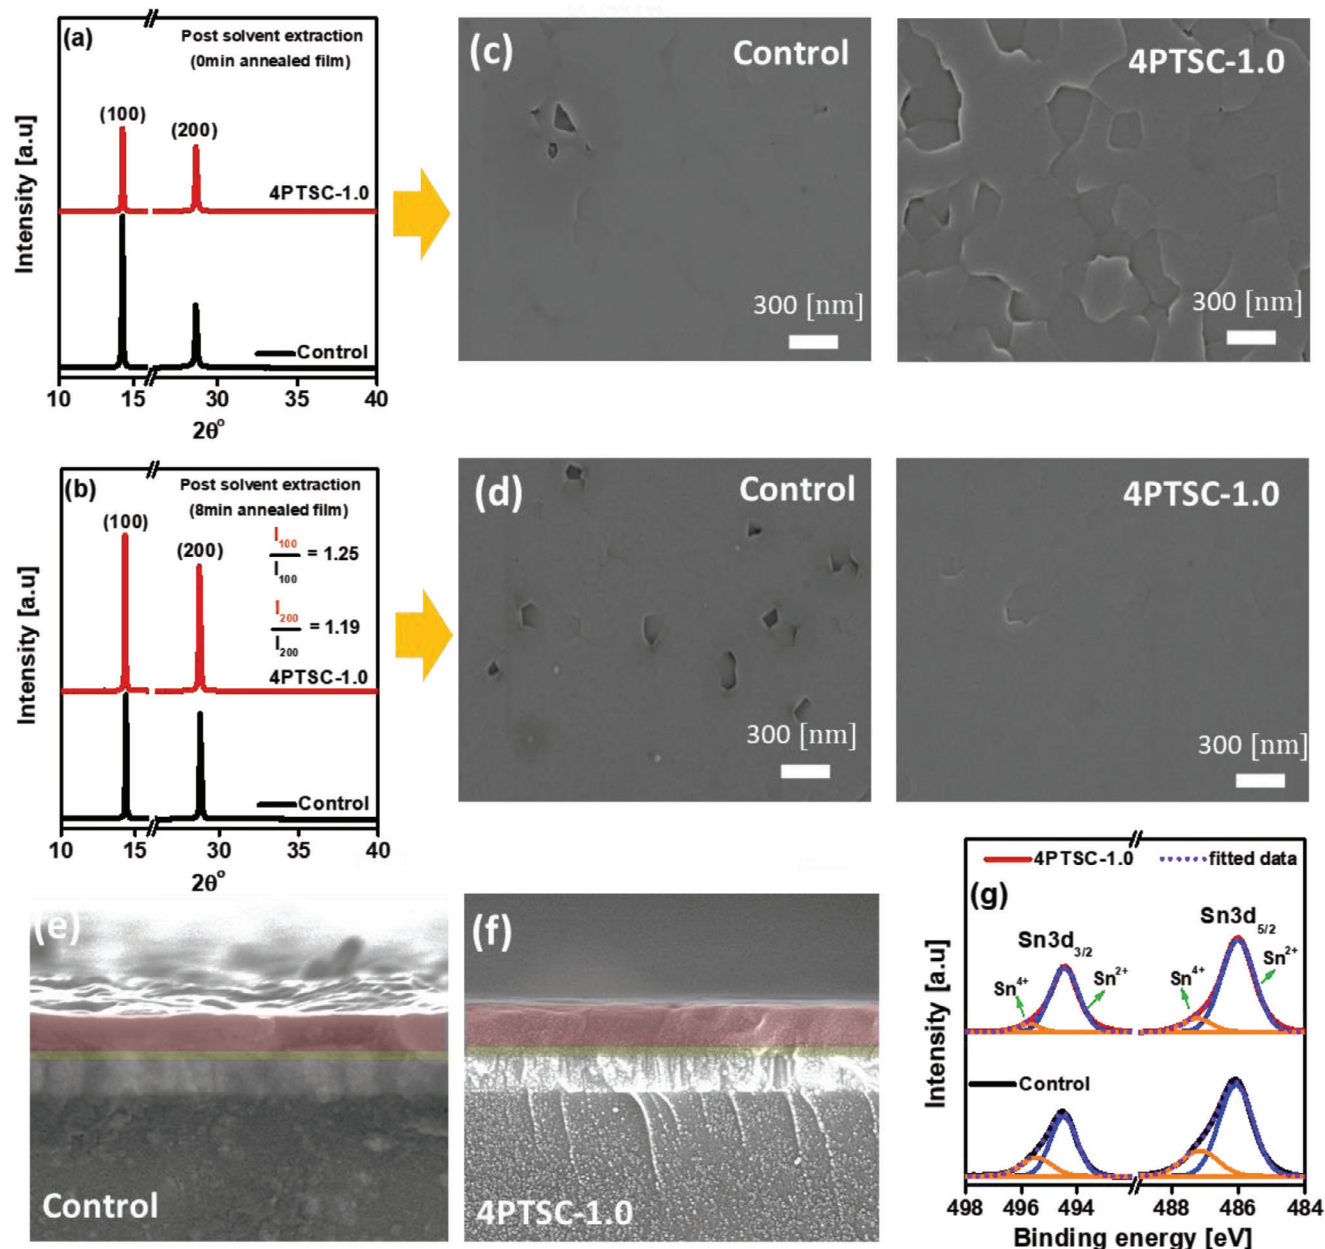 (a)
Post solvent extraction
(0min annealed film)
(100)
(200)
4PTSC-1.0
Control
Intensity [a.u]
10 15 30 35 40
2θ°
(c)
Control
300 [nm]
4PTSC-1.0
300 [nm]
(b)
Post solvent extraction
(8min annealed film)
(100)
(200)
I100
I100
= 1.25
I200
I200
= 1.19
4PTSC-1.0
Control
Intensity [a.u]
10 15 30 35 40
2θ°
(d)
Control
300 [nm]
4PTSC-1.0
300 [nm]
(e)
Control
(f)
4PTSC-1.0
4PTSC-1.0 fitted data
(g)
Sn3d3/2
Sn3d5/2
Sn4+
Sn2+
Sn4+
Sn2+
Control
Intensity [a.u]
498 496 494 488 486 484
Binding energy [eV]